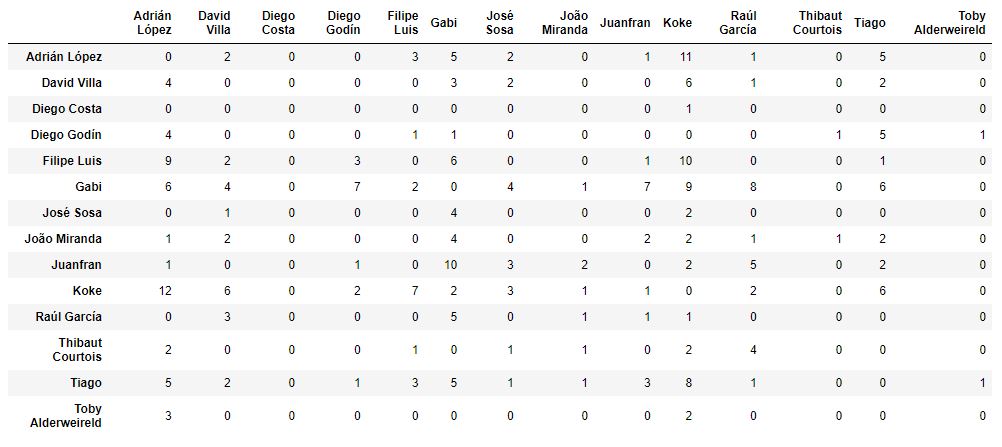 Adrián López David Villa Diego Costa Diego Godín Filipe Luis Gabi José Sosa João Miranda Juanfran Koke Raúl García Thibaut Courtois Tiago Toby Alderweireld
Adrián López 0 2 0 0 3 5 2 0 1 11 1 0 5 0
David Villa 4 0 0 0 0 3 2 0 0 6 1 0 2 0
Diego Costa 0 0 0 0 0 0 0 0 0 1 0 0 0 0
Diego Godín 4 0 0 0 1 1 0 0 0 0 0 1 5 1
Filipe Luis 9 2 0 3 0 6 0 0 1 10 0 0 1 0
Gabi 6 4 0 7 2 0 4 1 7 9 8 0 6 0
José Sosa 0 1 0 0 0 4 0 0 0 2 0 0 0 0
João Miranda 1 2 0 0 0 4 0 0 2 2 1 1 2 0
Juanfran 1 0 0 1 0 10 3 2 0 2 5 0 2 0
Koke 12 6 0 2 7 2 3 1 1 0 2 0 6 0
Raúl García 0 3 0 0 0 5 0 1 1 1 0 0 0 0
Thibaut Courtois 2 0 0 0 1 0 1 1 0 2 4 0 0 0
Tiago 5 2 0 1 3 5 1 1 3 8 1 0 0 1
Toby Alderweireld 3 0 0 0 0 0 0 0 0 2 0 0 0 0